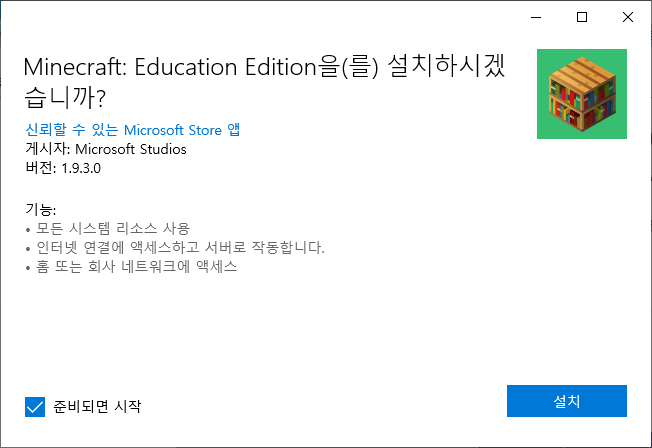 Minecraft: Education Edition을(를) 설치하시겠
습니까?
신뢰할 수 있는 Microsoft Store 앱
게시자: Microsoft Studios
버전: 1.9.3.0
기능:
• 모든 시스템 리소스 사용
• 인터넷 연결에 액세스하고 서버로 작동합니다.
• 홈 또는 회사 네트워크에 액세스
준비되면 시작
설치